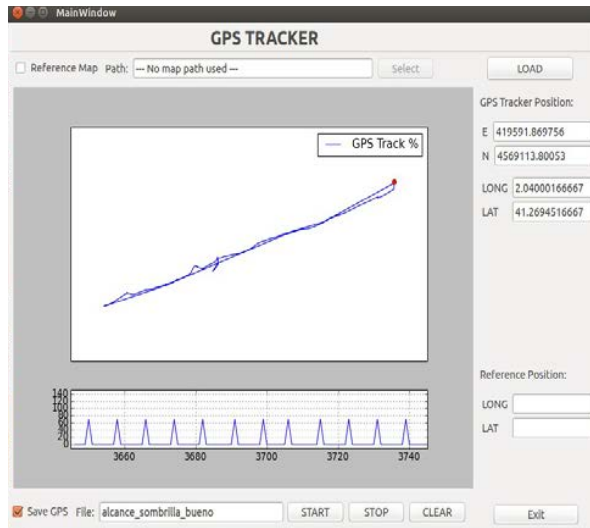 MainWindow
GPS TRACKER
Reference Map Path: --- No map path used --- Select LOAD
GPS Tracker Position:
E 419591.869756
N 4569113.80053
LONG 2.04000166667
LAT 41.2694516667
GPS Track %
140
120
100
80
60
40
20
0
3660 3680 3700 3720 3740
Reference Position:
LONG
LAT
Save GPS File: alcance_sombrilla_bueno START STOP CLEAR Exit